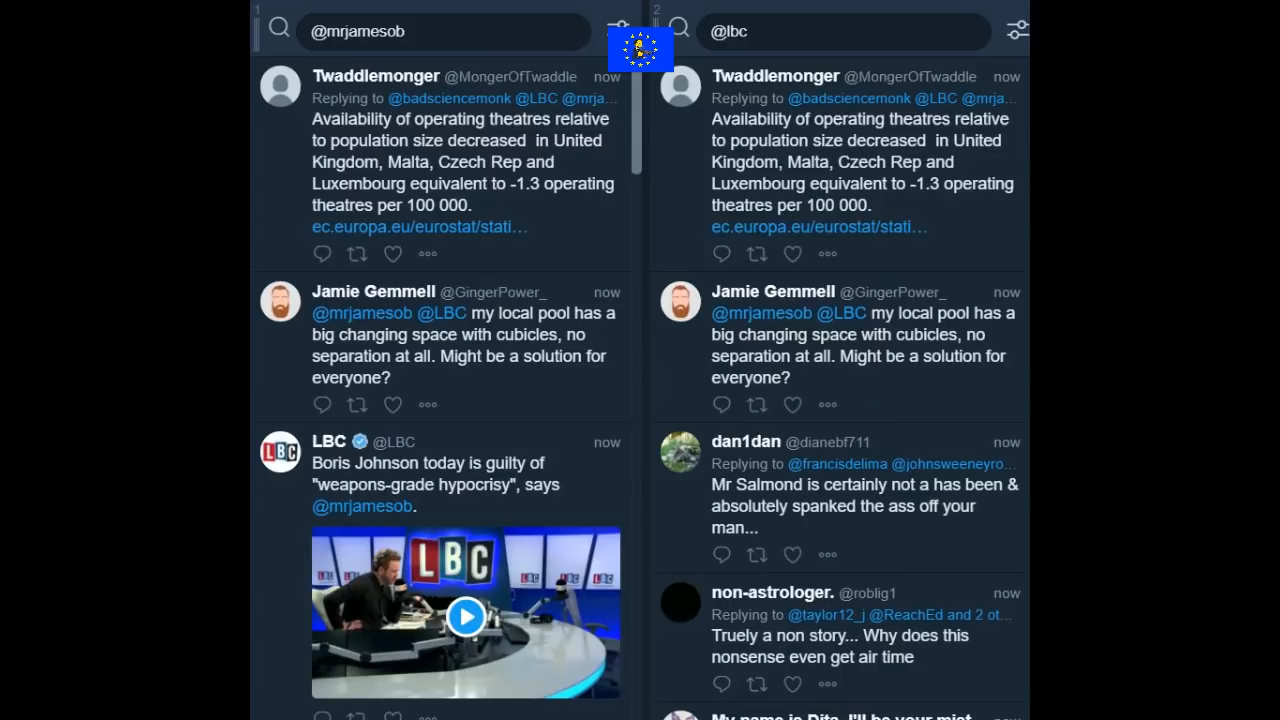 1
@mrjamesob
Twaddlemonger @MongerOfTwaddle now
Replying to @badsciencemonk @LBC @mrja...
Availability of operating theatres relative
to population size decreased in United
Kingdom, Malta, Czech Rep and
Luxembourg equivalent to -1.3 operating
theatres per 100 000.
ec.europa.eu/eurostat/stati…
Jamie Gemmell @GingerPower_ now
@mrjamesob @LBC my local pool has a
big changing space with cubicles, no
separation at all. Might be a solution for
everyone?
LBC @LBC now
Boris Johnson today is guilty of
"weapons-grade hypocrisy", says
@mrjamesob.
LBC
LBC
LBC
LBC
LBC
LBC
2
@lbc
Twaddlemonger @MongerOfTwaddle now
Replying to @badsciencemonk @LBC @mrja...
Availability of operating theatres relative
to population size decreased in United
Kingdom, Malta, Czech Rep and
Luxembourg equivalent to -1.3 operating
theatres per 100 000.
ec.europa.eu/eurostat/stati…
Jamie Gemmell @GingerPower_ now
@mrjamesob @LBC my local pool has a
big changing space with cubicles, no
separation at all. Might be a solution for
everyone?
dan1dan @dianebf711 now
Replying to @francisdelima @johnsweeneyro...
Mr Salmond is certainly not a has been &
absolutely spanked the ass off your
man...
non-astrologer. @roblig1 now
Replying to @taylor12_j @ReachEd and 2 ot...
Truely a non story... Why does this
nonsense even get air time
My name is Dita, I'll be your mist